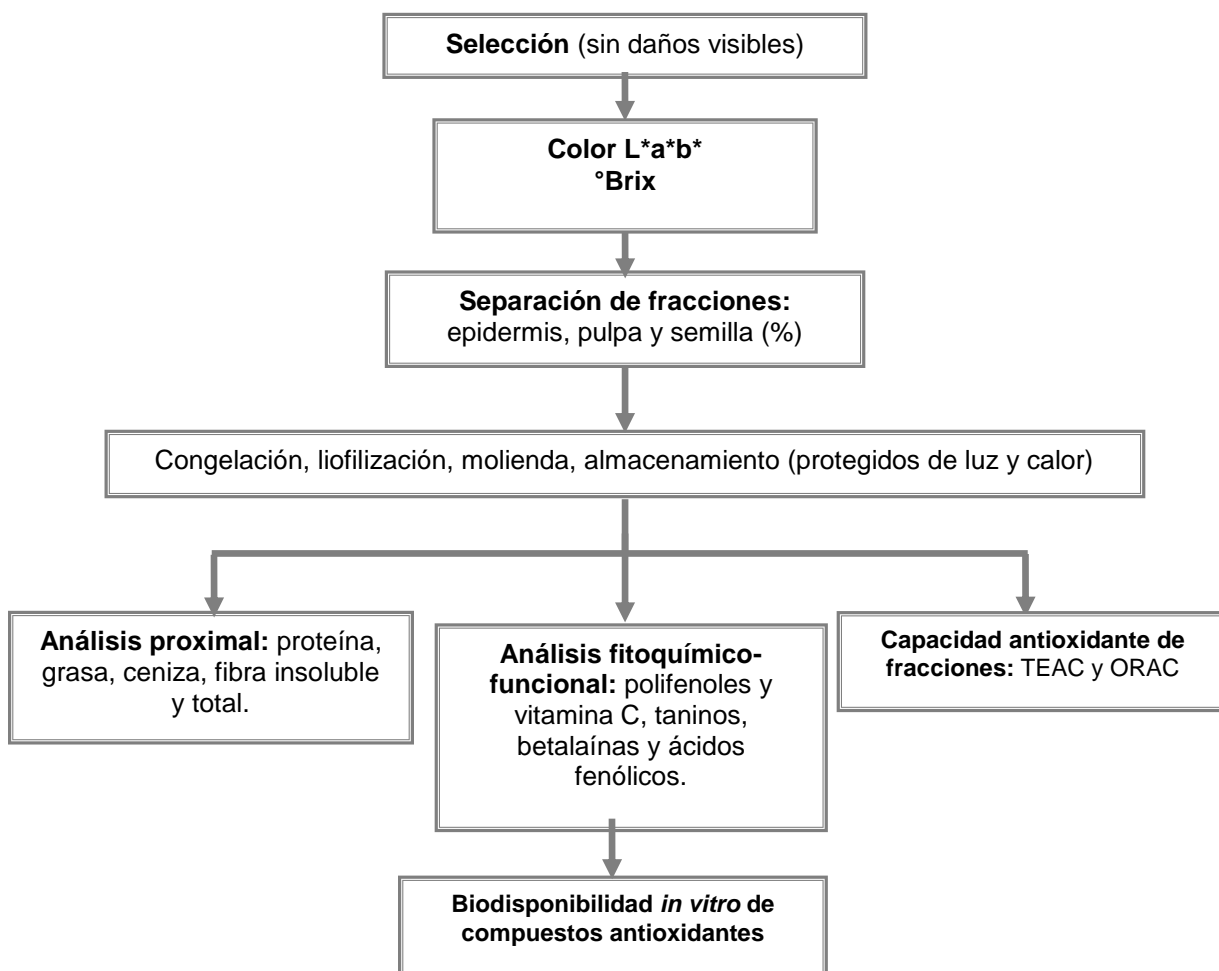 Selección (sin daños visibles)
Color L*a*b*
°Brix
Separación de fracciones:
epidermis, pulpa y semilla (%)
Congelación, liofilización, molienda, almacenamiento (protegidos de luz y calor)
Análisis proximal: proteína,
grasa, ceniza, fibra insoluble
y total.
Análisis fitoquímico-
funcional: polifenoles y
vitamina C, taninos,
betalaínas y ácidos
fenólicos.
Capacidad antioxidante de
fracciones: TEAC y ORAC
Biodisponibilidad in vitro de
compuestos antioxidantes